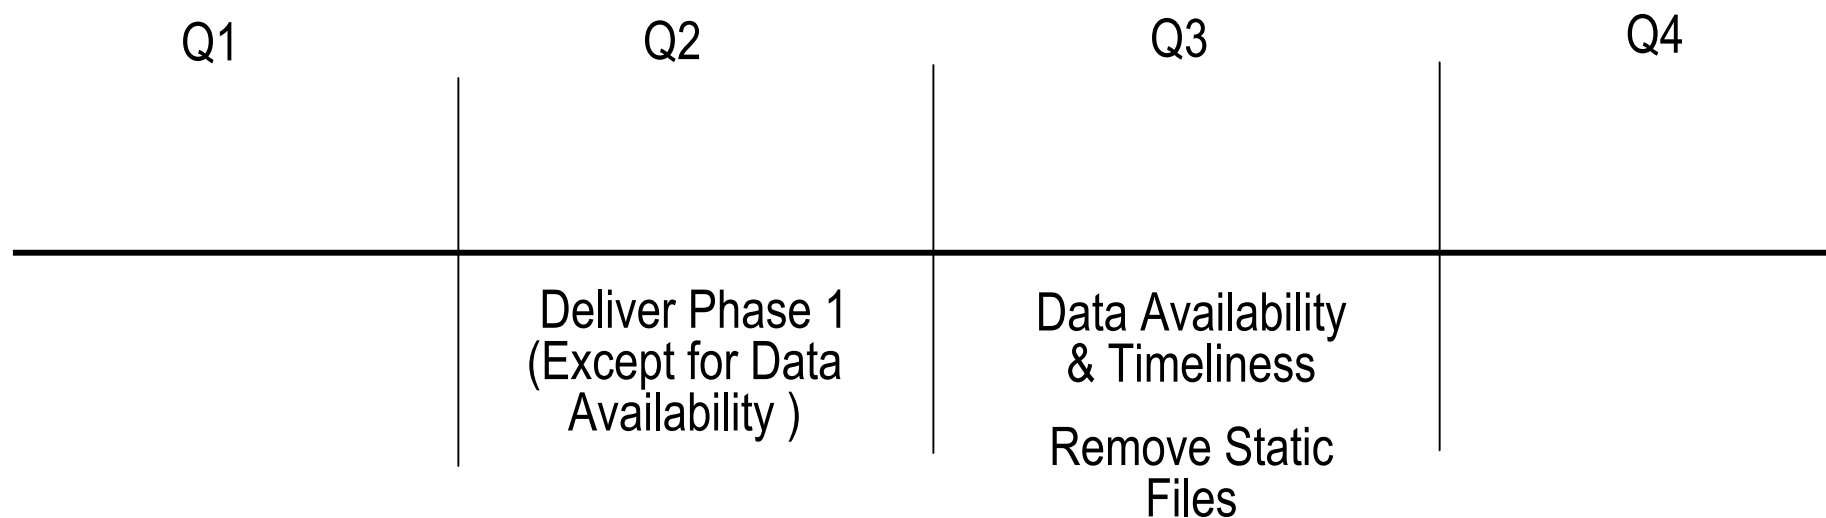 Q1
Q2
Q3
Q4
Deliver Phase 1
(Except for Data
Availability )
Data Availability
& Timeliness
Remove Static
Files